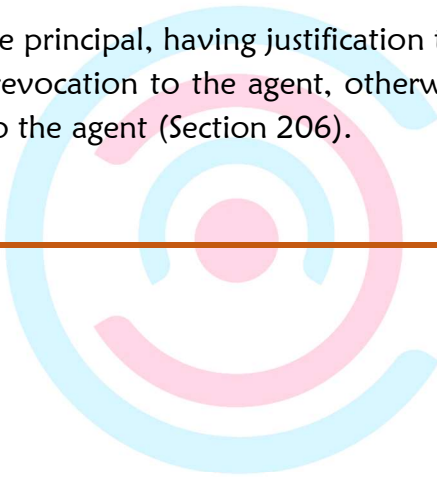 e principal, having justification
revocation to the agent, otherw
o the agent (Section 206).